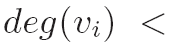 deg(v_i) <